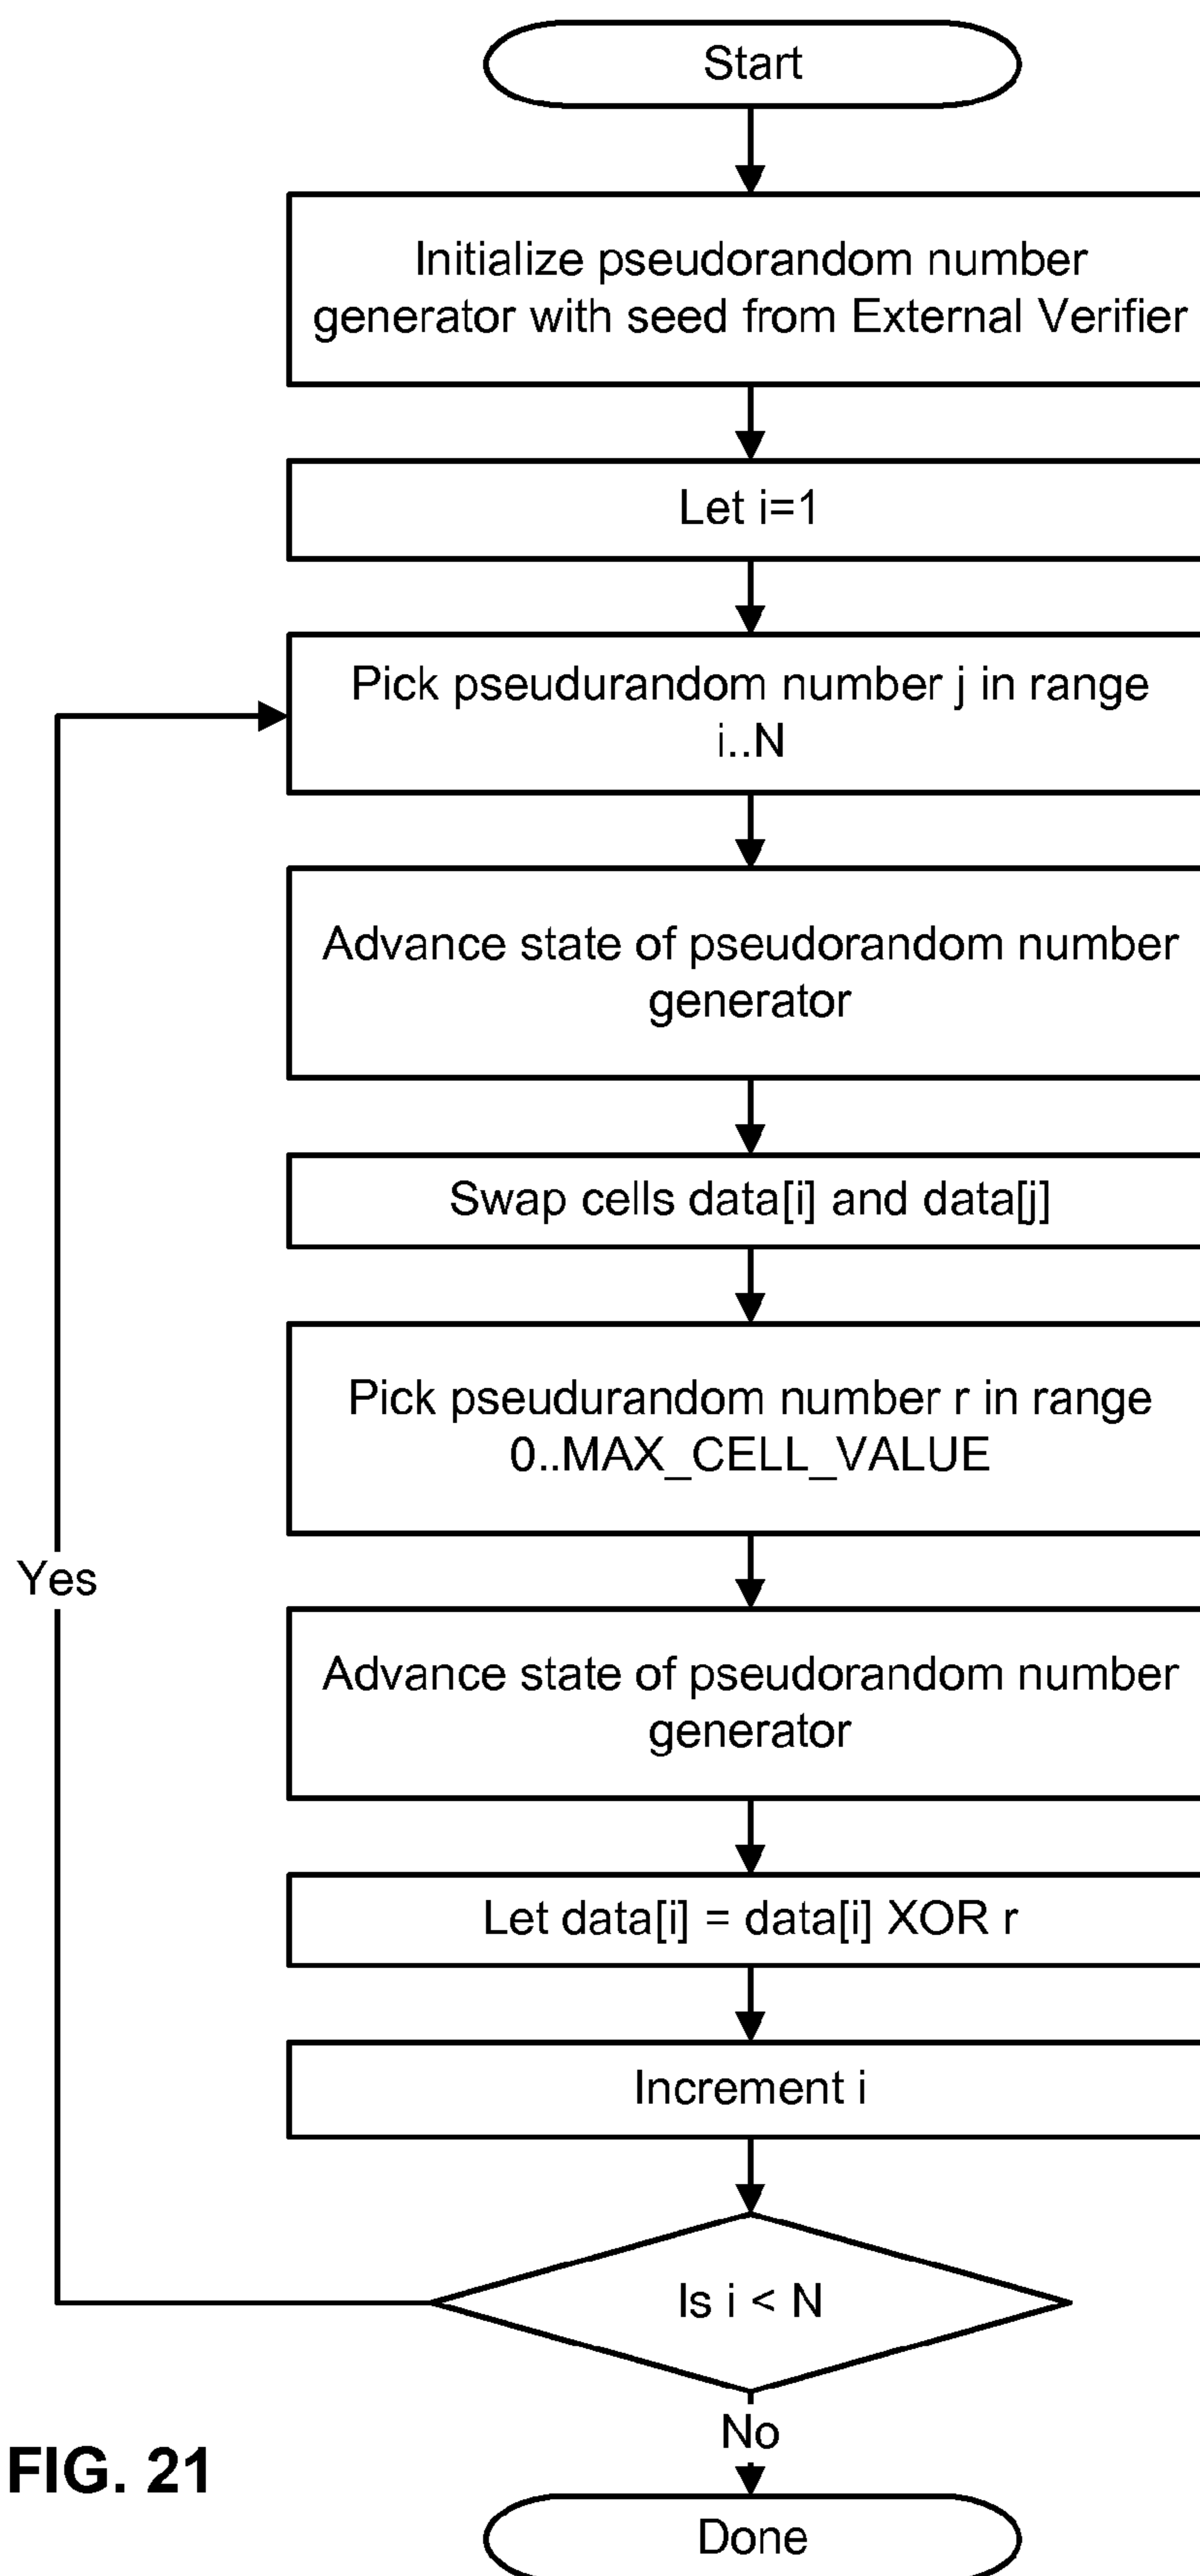 Start
Initialize pseudorandom number
generator with seed from External Verifier
Let i=1
Pick pseudurandom number j in range
i..N
Advance state of pseudorandom number
generator
Swap cells data[i] and data[j]
Pick pseudurandom number r in range
0..MAX_CELL_VALUE
Yes
Advance state of pseudorandom number
generator
Let data[i] = data[i] XOR r
Increment i
Is i < N
No
FIG. 21
Done